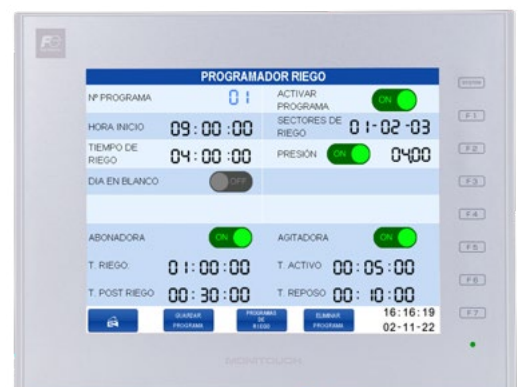 PROGRAMADOR RIEGO
Nº PROGRAMA 01 ACTIVAR PROGRAMA ON
HORA INICIO 09:00:00 SECTORES DE RIEGO 01-02-03
TIEMPO DE RIEGO 04:00:00 PRESIÓN ON 04,00
DIA EN BLANCO OFF
ABONADORA ON AGITADORA ON
T. RIEGO: 01:00:00 T. ACTIVO 00:05:00
T. POST RIEGO 00:30:00 T. REPOSO 00:10:00
GUARDAR PROGRAMA PROGRAMAS DE RIEGO ELIMINAR PROGRAMA 16:16:19
02-11-22
SYSTEM
F1
F2
F3
F4
F5
F6
F7
MONITOUCH